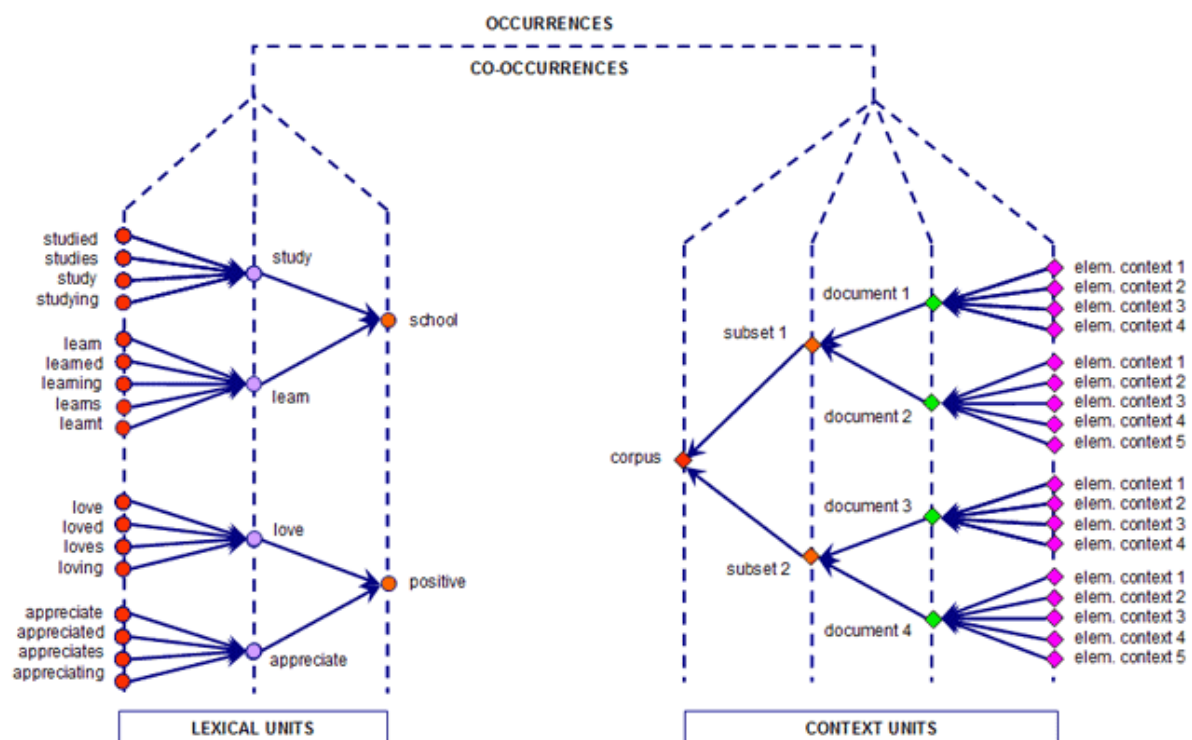 OCCURRENCES
CO-OCCURRENCES
studied
studies
study
studying
study
learn
learned
learning
learns
learnt
learn
school
love
loved
loves
loving
love
appreciate
appreciated
appreciates
appreciating
appreciate
positive
LEXICAL UNITS
corpus
subset 1
subset 2
document 1
document 2
document 3
document 4
elem. context 1
elem. context 2
elem. context 3
elem. context 4
elem. context 1
elem. context 2
elem. context 3
elem. context 4
elem. context 5
elem. context 1
elem. context 2
elem. context 3
elem. context 4
elem. context 1
elem. context 2
elem. context 3
elem. context 4
elem. context 5
CONTEXT UNITS